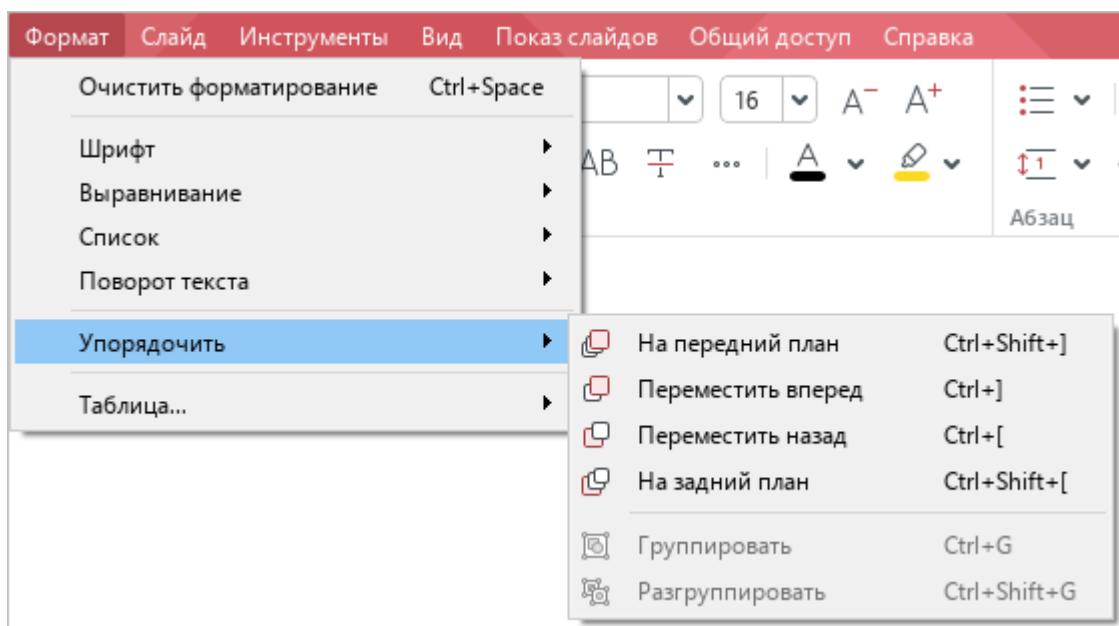 Формат Слайд Инструменты Вид Показ слайдов Общий доступ Справка
Очистить форматирование Ctrl+Space
16 A− A+
Шрифт
AB T ••• A
1
Выравнивание
Абзац
Список
Поворот текста
Упорядочить
На передний план Ctrl+Shift+]
Переместить вперед Ctrl+]
Таблица...
Переместить назад Ctrl+[
На задний план Ctrl+Shift+[
Группировать Ctrl+G
Разгруппировать Ctrl+Shift+G